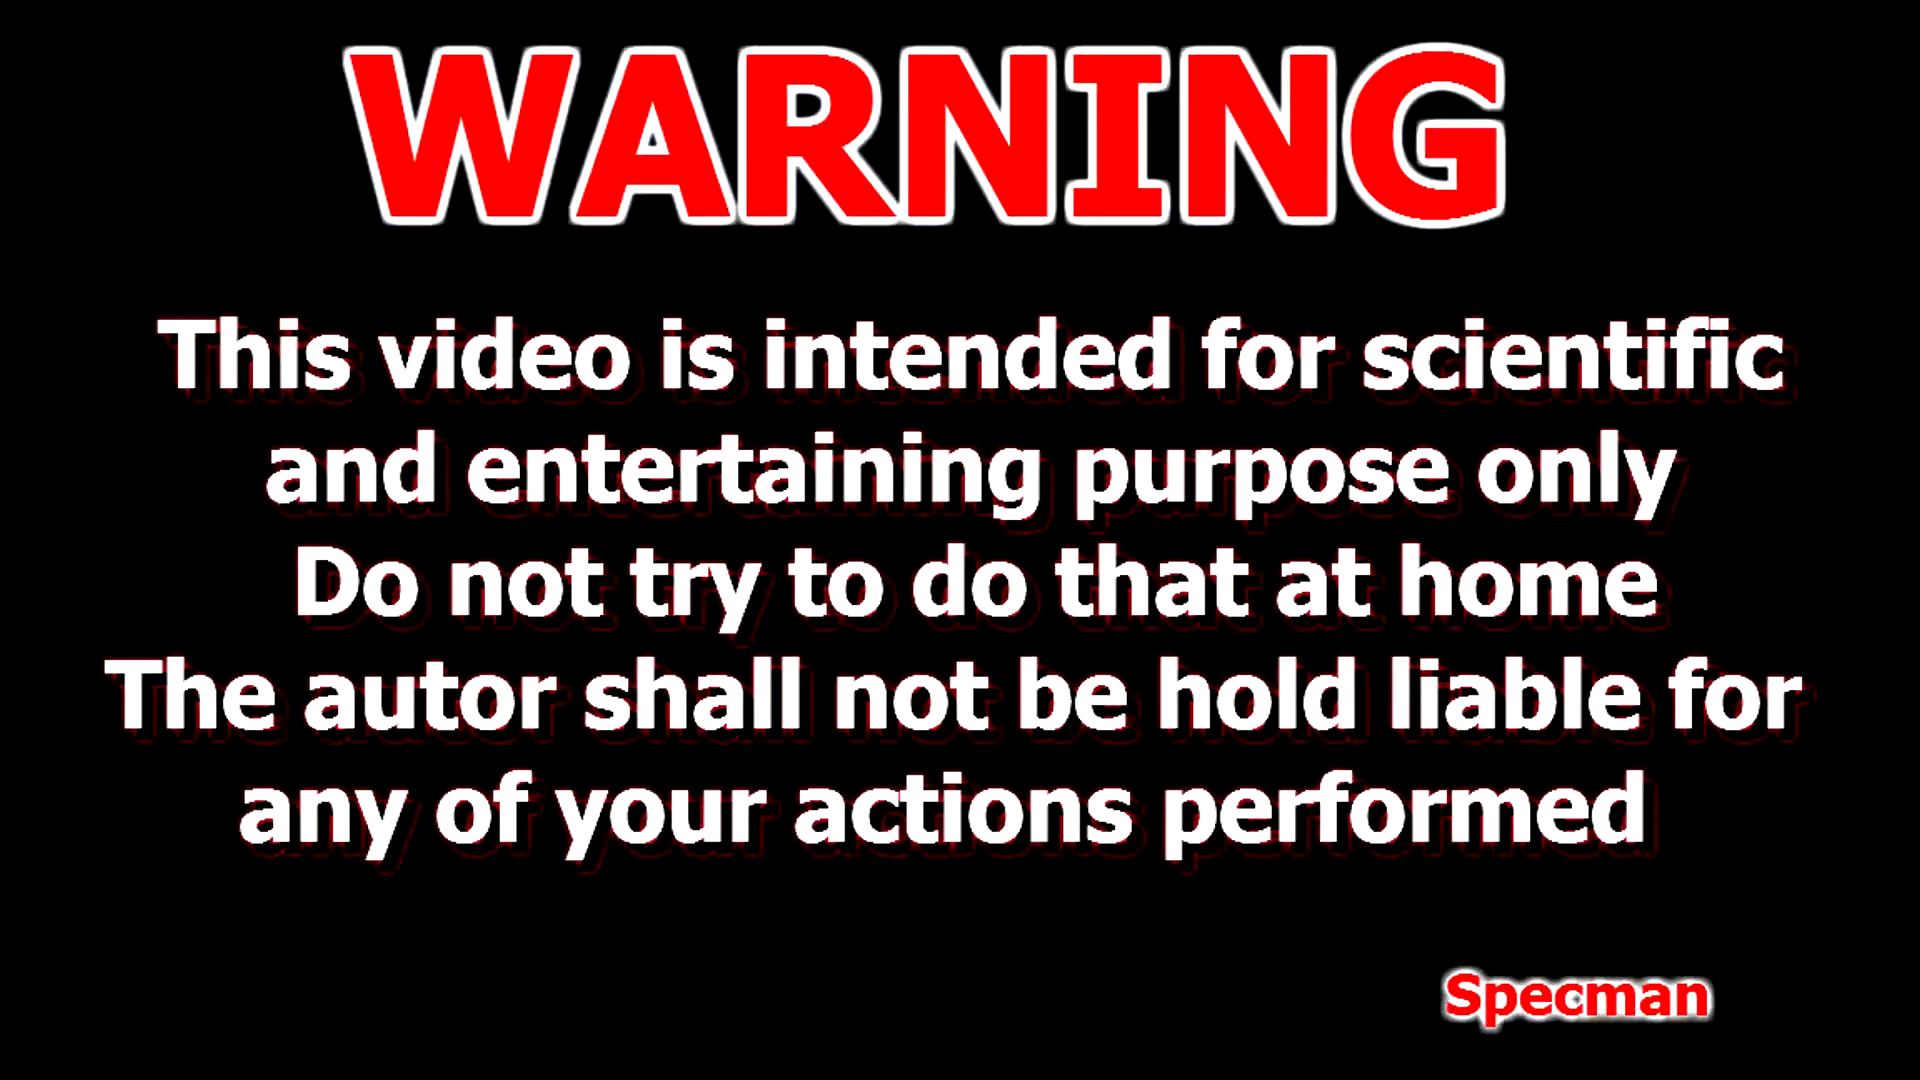 WARNING
This video is intended for scientific
and entertaining purpose only
Do not try to do that at home
The autor shall not be hold liable for
any of your actions performed
Specman